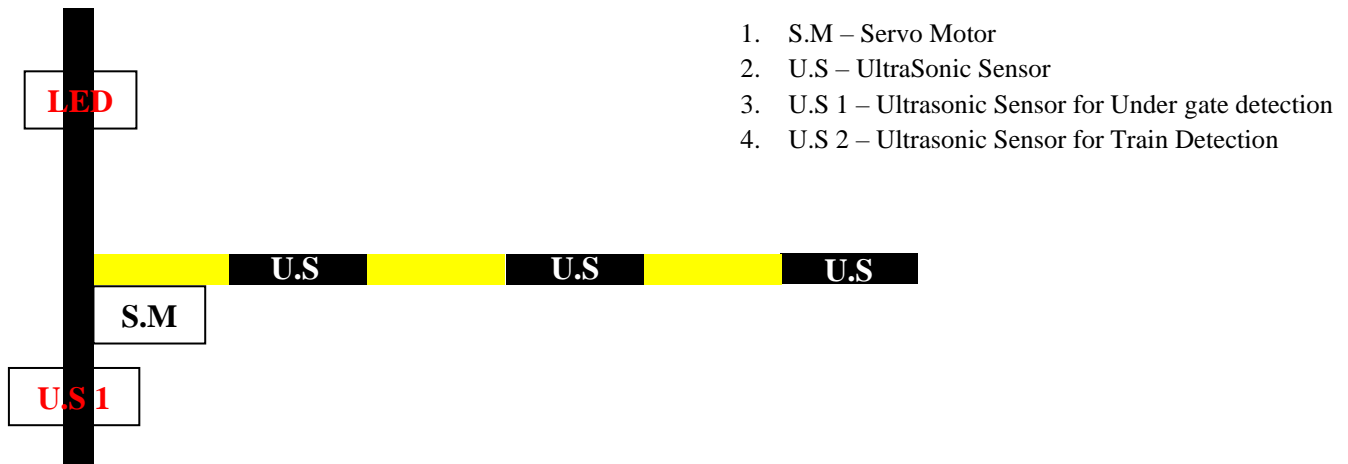 1. S.M – Servo Motor
2. U.S – UltraSonic Sensor
3. U.S 1 – Ultrasonic Sensor for Under gate detection
4. U.S 2 – Ultrasonic Sensor for Train Detection
LED
U.S U.S U.S
S.M
U.S 1